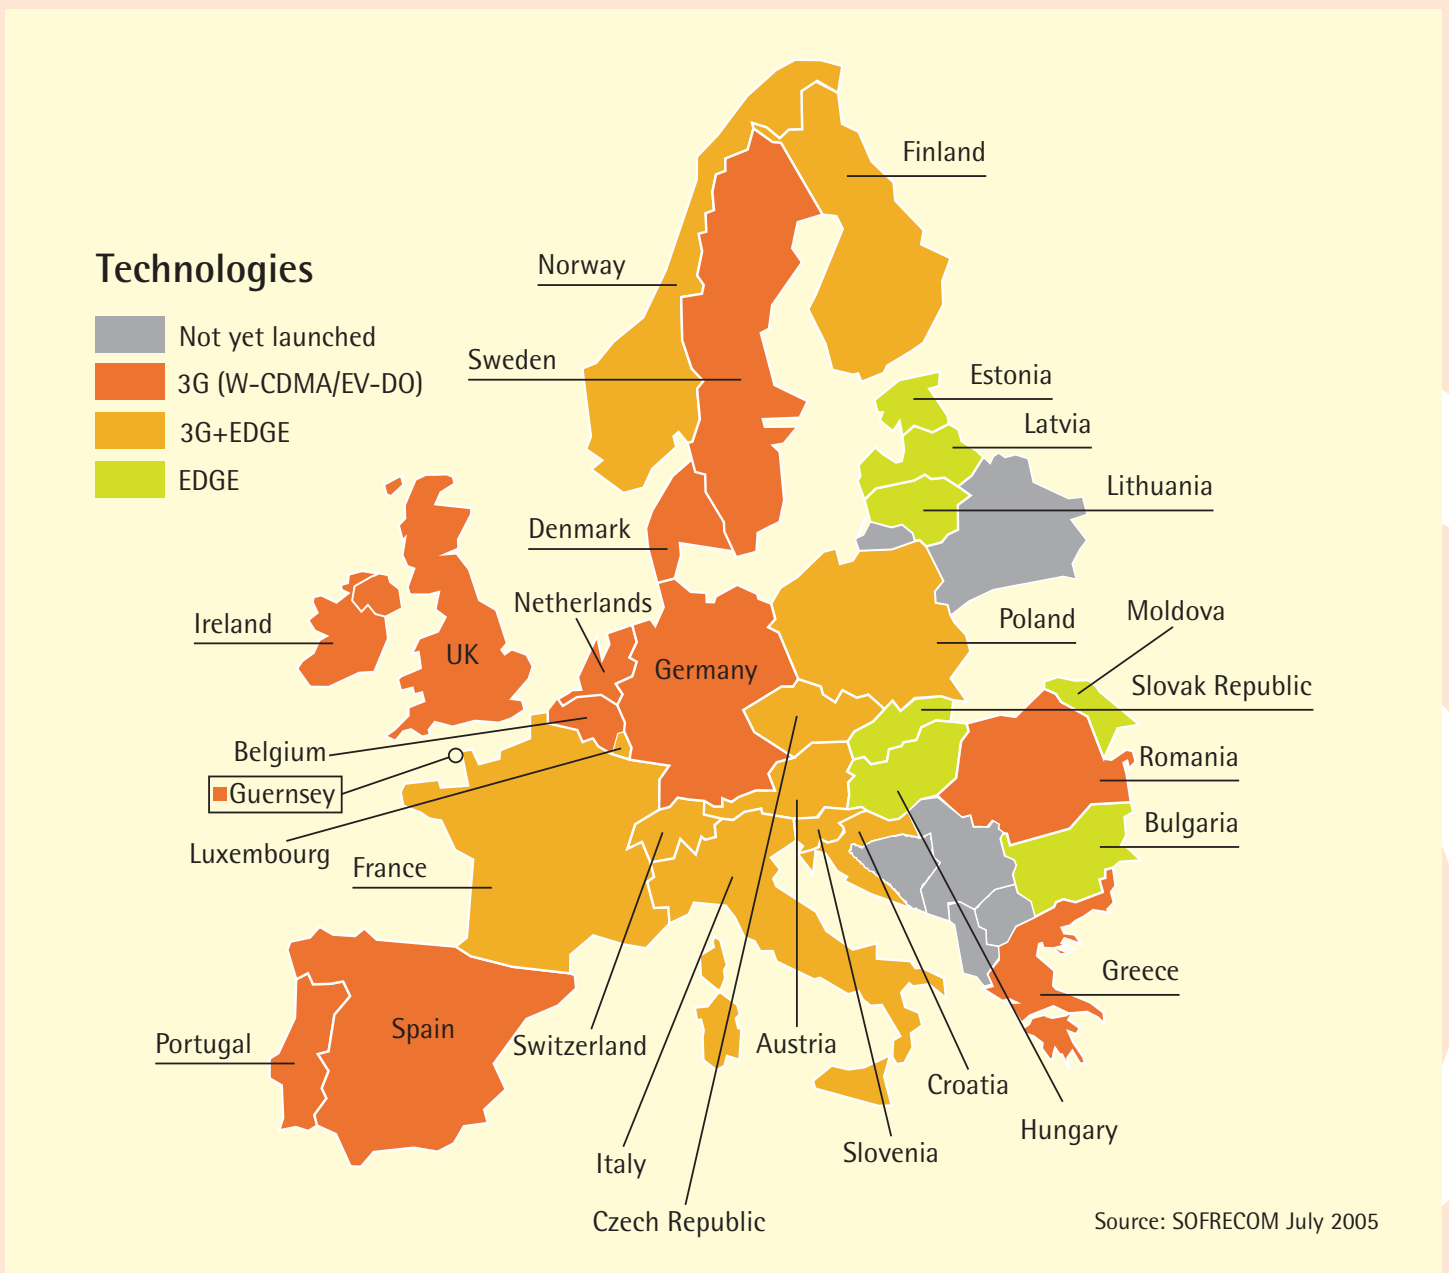 Finland
Technologies
Norway
Not yet launched
3G (W-CDMA/EV-DO)
3G+EDGE
EDGE
Sweden
Estonia
Latvia
Lithuania
Denmark
Netherlands
Ireland
UK
Germany
Poland
Moldova
Slovak Republic
Belgium
Guernsey
Luxembourg
France
Romania
Bulgaria
Greece
Portugal
Spain
Switzerland
Austria
Croatia
Hungary
Slovenia
Italy
Czech Republic
Source: SOFRECOM July 2005